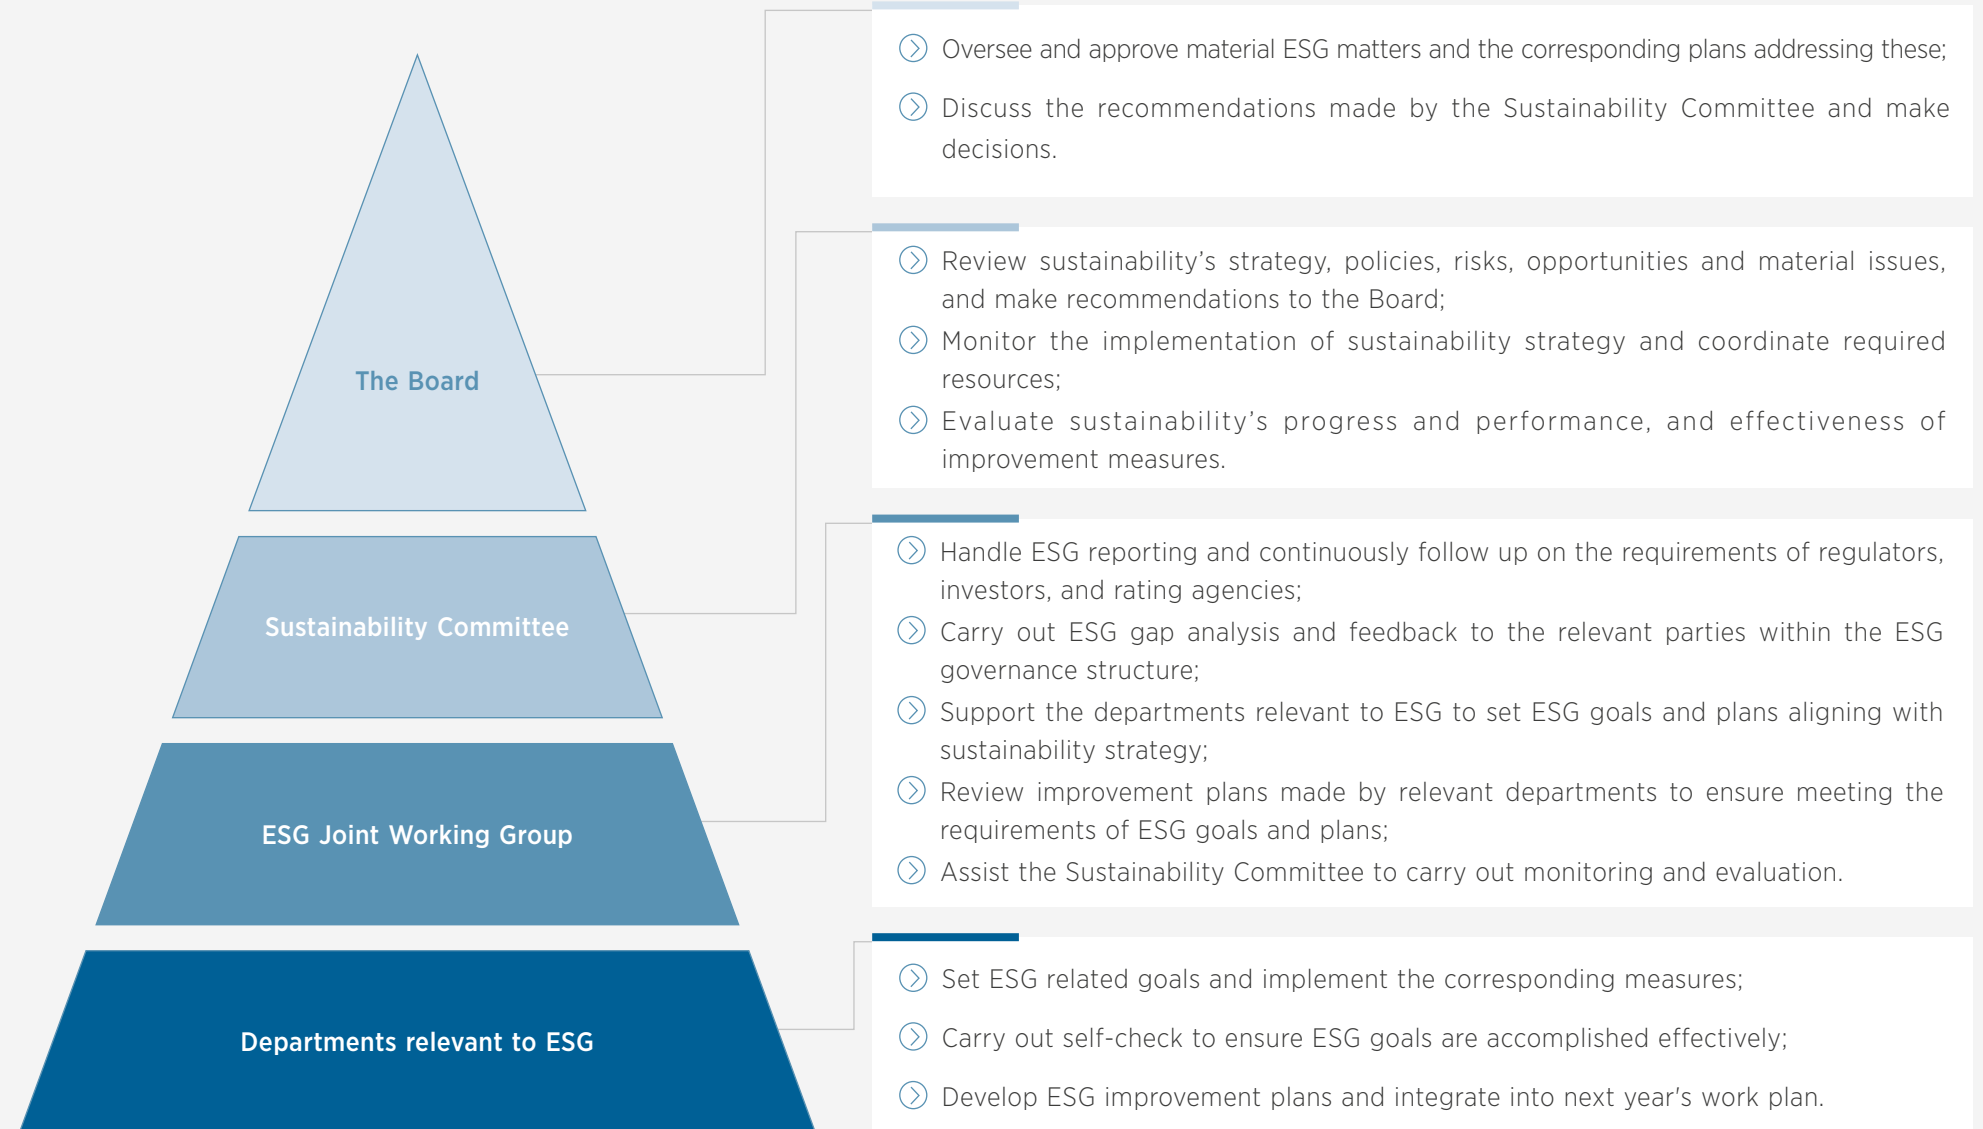 Oversee and approve material ESG matters and the corresponding plans addressing these;
Discuss the recommendations made by the Sustainability Committee and make
decisions.
The Board
Review sustainability’s strategy, policies, risks, opportunities and material issues,
and make recommendations to the Board;
Monitor the implementation of sustainability strategy and coordinate required
resources;
Evaluate sustainability’s progress and performance, and effectiveness of
improvement measures.
Sustainability Committee
Handle ESG reporting and continuously follow up on the requirements of regulators,
investors, and rating agencies;
Carry out ESG gap analysis and feedback to the relevant parties within the ESG
governance structure;
Support the departments relevant to ESG to set ESG goals and plans aligning with
sustainability strategy;
Review improvement plans made by relevant departments to ensure meeting the
requirements of ESG goals and plans;
Assist the Sustainability Committee to carry out monitoring and evaluation.
ESG Joint Working Group
Set ESG related goals and implement the corresponding measures;
Carry out self-check to ensure ESG goals are accomplished effectively;
Develop ESG improvement plans and integrate into next year's work plan.
Departments relevant to ESG